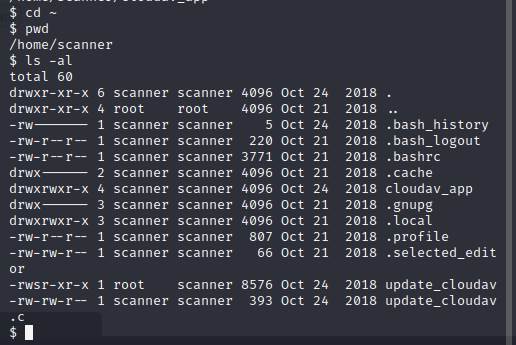 $ cd ~
$ pwd
/home/scanner
$ ls -al
total 60
drwxr-xr-x 6 scanner scanner 4096 Oct 24  2018 .
drwxr-xr-x 4 root    root    4096 Oct 21  2018 ..
-rw------- 1 scanner scanner    5 Oct 24  2018 .bash_history
-rw-r--r-- 1 scanner scanner  220 Oct 21  2018 .bash_logout
-rw-r--r-- 1 scanner scanner 3771 Oct 21  2018 .bashrc
drwx------ 2 scanner scanner 4096 Oct 21  2018 .cache
drwxrwxr-x 4 scanner scanner 4096 Oct 24  2018 cloudav_app
drwx------ 3 scanner scanner 4096 Oct 21  2018 .gnupg
drwxrwxr-x 3 scanner scanner 4096 Oct 21  2018 .local
-rw-r--r-- 1 scanner scanner  807 Oct 21  2018 .profile
-rw-r--r-- 1 scanner scanner   66 Oct 21  2018 .selected_edit
or
-rwsr-xr-x 1 root    scanner 8576 Oct 24  2018 update_cloudav
-rw-rw-r-- 1 scanner scanner  393 Oct 24  2018 update_cloudav
.c
$